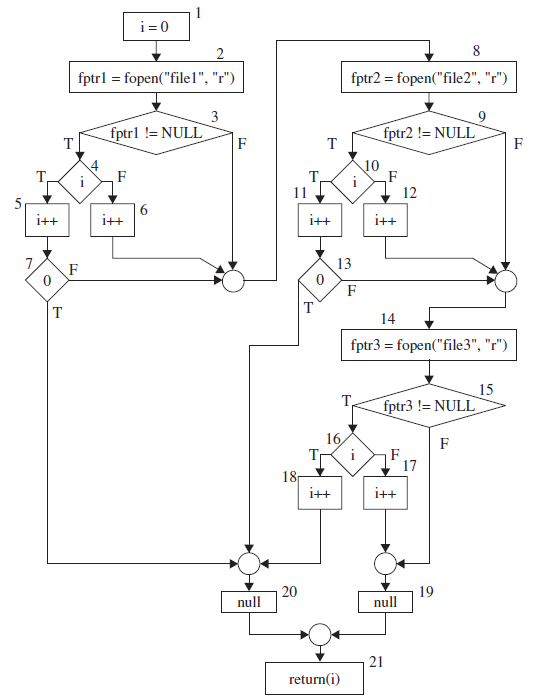 1
i = 0
2
fptr1 = fopen("file1", "r")
3
fptr1 != NULL
T
F
4
T
i
F
5
i++
i++
6
7
0
F
T
8
fptr2 = fopen("file2", "r")
9
fptr2 != NULL
T
F
10
T
i
F
11
12
i++
i++
13
0
F
T
14
fptr3 = fopen("file3", "r")
15
fptr3 != NULL
T
F
16
T
i
F
17
18
i++
i++
20
null
19
null
21
return(i)